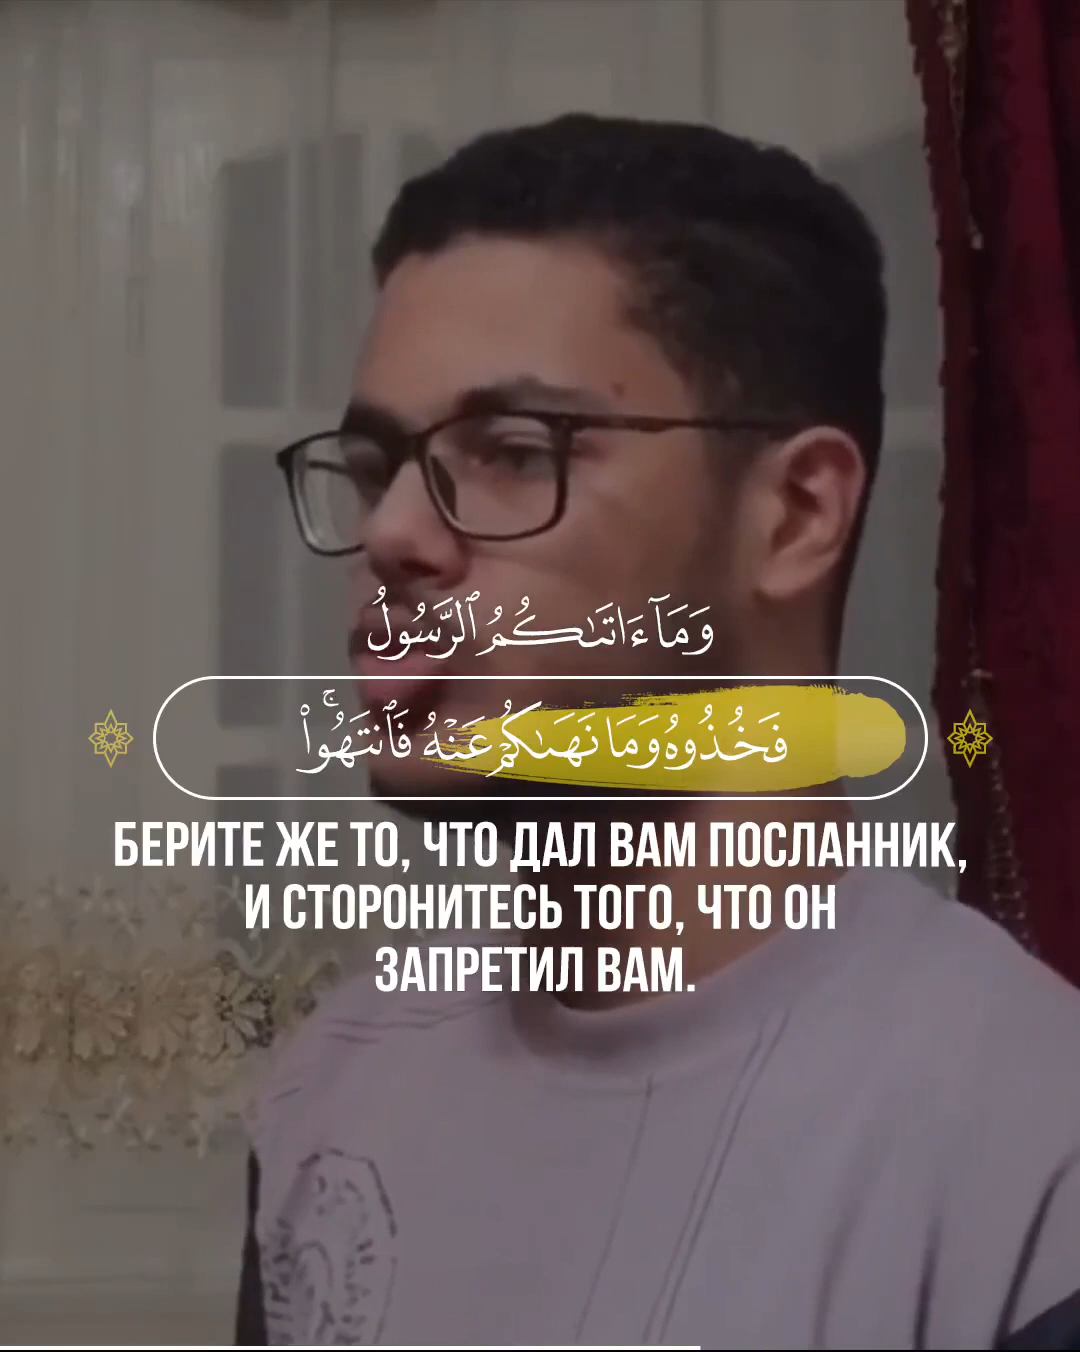 وَمَآ ءَاتَىٰكُمُ ٱلرَّسُولُ
فَخُذُوهُ وَمَا نَهَىٰكُمْ عَنْهُ فَٱنتَهُوا۟ ۚ
БЕРИТЕ ЖЕ ТО, ЧТО ДАЛ ВАМ ПОСЛАННИК,
И СТОРОНИТЕСЬ ТОГО, ЧТО ОН
ЗАПРЕТИЛ ВАМ.